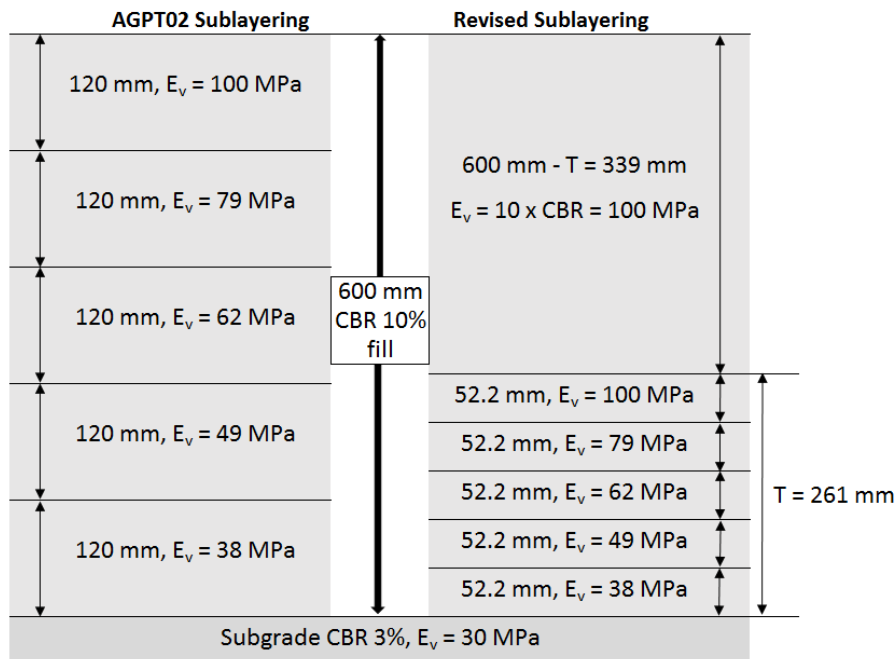 AGPT02 Sublayering
Revised Sublayering
120 mm, Ev = 100 MPa
120 mm, Ev = 79 MPa
120 mm, Ev = 62 MPa
120 mm, Ev = 49 MPa
120 mm, Ev = 38 MPa
600 mm
CBR 10%
fill
600 mm - T = 339 mm
Ev = 10 x CBR = 100 MPa
52.2 mm, Ev = 100 MPa
52.2 mm, Ev = 79 MPa
52.2 mm, Ev = 62 MPa
52.2 mm, Ev = 49 MPa
52.2 mm, Ev = 38 MPa
T = 261 mm
Subgrade CBR 3%, Ev = 30 MPa